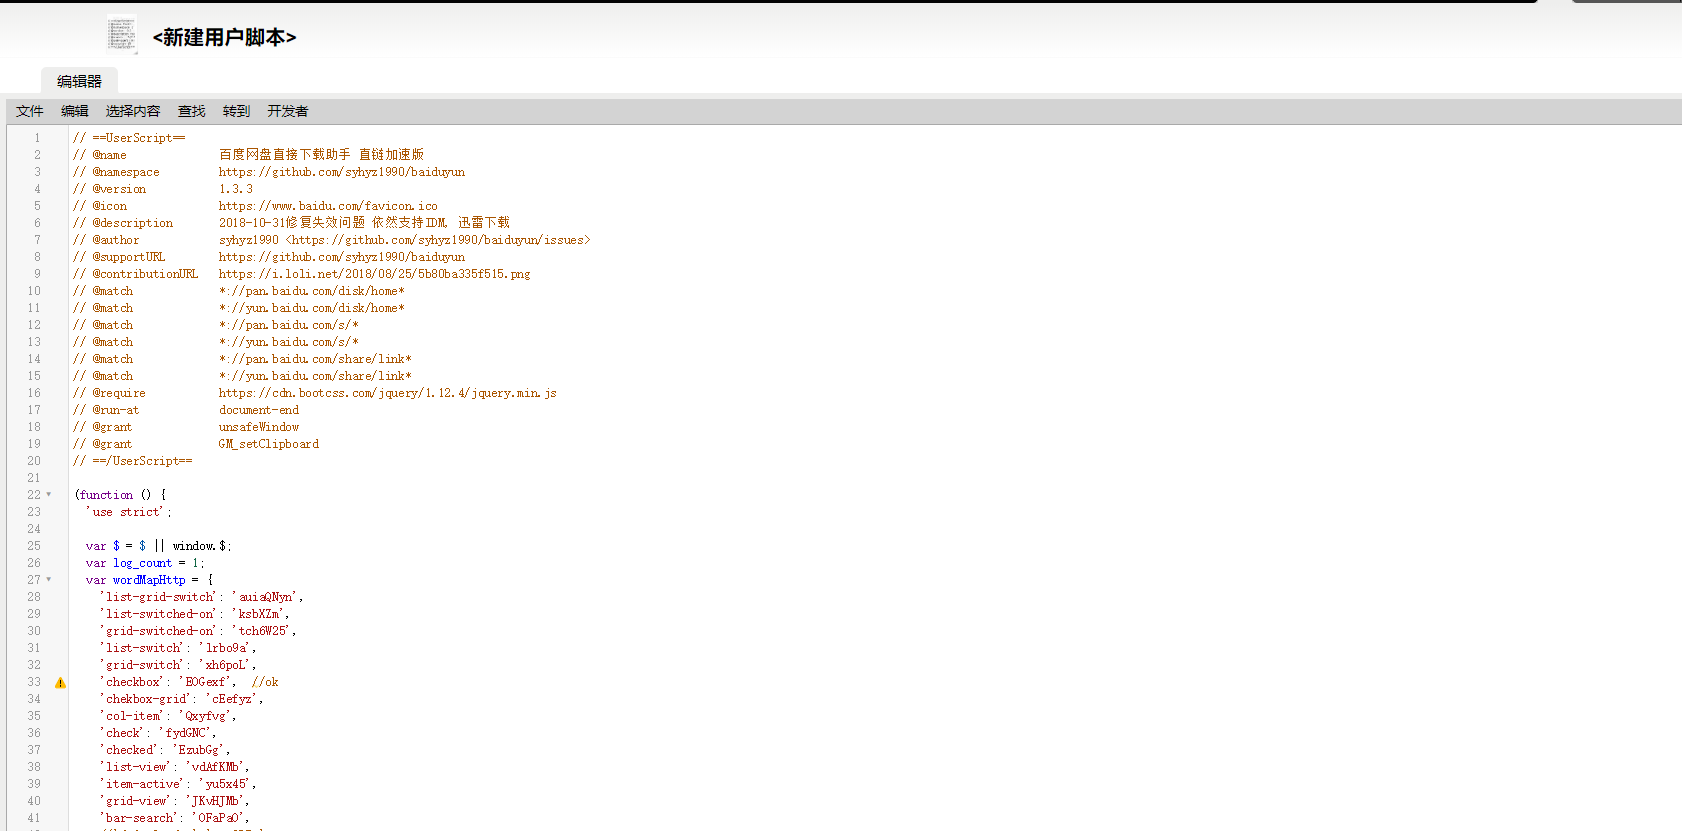 <新建用户脚本>
编辑器
文件 编辑 选择内容 查找 转到 开发者
1 // ==UserScript==
2 // @name 百度网盘直接下载助手 直链加速版
3 // @namespace https://github.com/syhyz1990/baiduyun
4 // @version 1.3.3
5 // @icon https://www.baidu.com/favicon.ico
6 // @description 2018-10-31修复失效问题 依然支持IDM, 迅雷下载
7 // @author syhyz1990 <https://github.com/syhyz1990/baiduyun/issues>
8 // @supportURL https://github.com/syhyz1990/baiduyun
9 // @contributionURL https://i.loli.net/2018/08/25/5b80ba335f515.png
10 // @match *://pan.baidu.com/disk/home*
11 // @match *://yun.baidu.com/disk/home*
12 // @match *://pan.baidu.com/s/*
13 // @match *://yun.baidu.com/s/*
14 // @match *://pan.baidu.com/share/link*
15 // @match *://yun.baidu.com/share/link*
16 // @require https://cdn.bootcss.com/jquery/1.12.4/jquery.min.js
17 // @run-at document-end
18 // @grant unsafeWindow
19 // @grant GM_setClipboard
20 // ==/UserScript==
21
22 (function () {
23 'use strict';
24
25 var $ = $ || window.$;
26 var log_count = 1;
27 var wordMapHttp = {
28 'list-grid-switch': 'auiaQNyn',
29 'list-switched-on': 'ksbXZm',
30 'grid-switched-on': 'tch6W25',
31 'list-switch': 'lrbo9a',
32 'grid-switch': 'xh6poL',
33 'checkbox': 'EOGexf', //ok
34 'chekbox-grid': 'cEefyz',
35 'col-item': 'Qxyfvg',
36 'check': 'fydGNC',
37 'checked': 'EzubGg',
38 'list-view': 'vdAfKMb',
39 'item-active': 'yu5x45',
40 'grid-view': 'JKvHJMb',
41 'bar-search': 'OFaPaO',